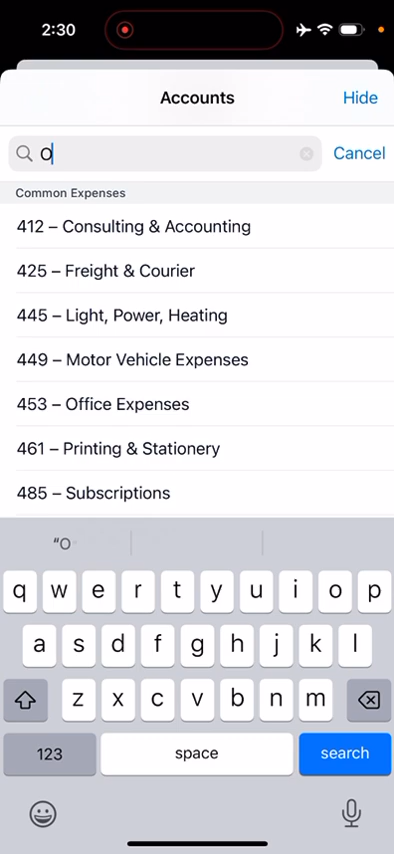 2:30
Accounts
Hide
O
Cancel
Common Expenses
412 – Consulting & Accounting
425 – Freight & Courier
445 – Light, Power, Heating
449 – Motor Vehicle Expenses
453 – Office Expenses
461 – Printing & Stationery
485 – Subscriptions
“O
q w e r t y u i o p
a s d f g h j k l
z x c v b n m
123 space search